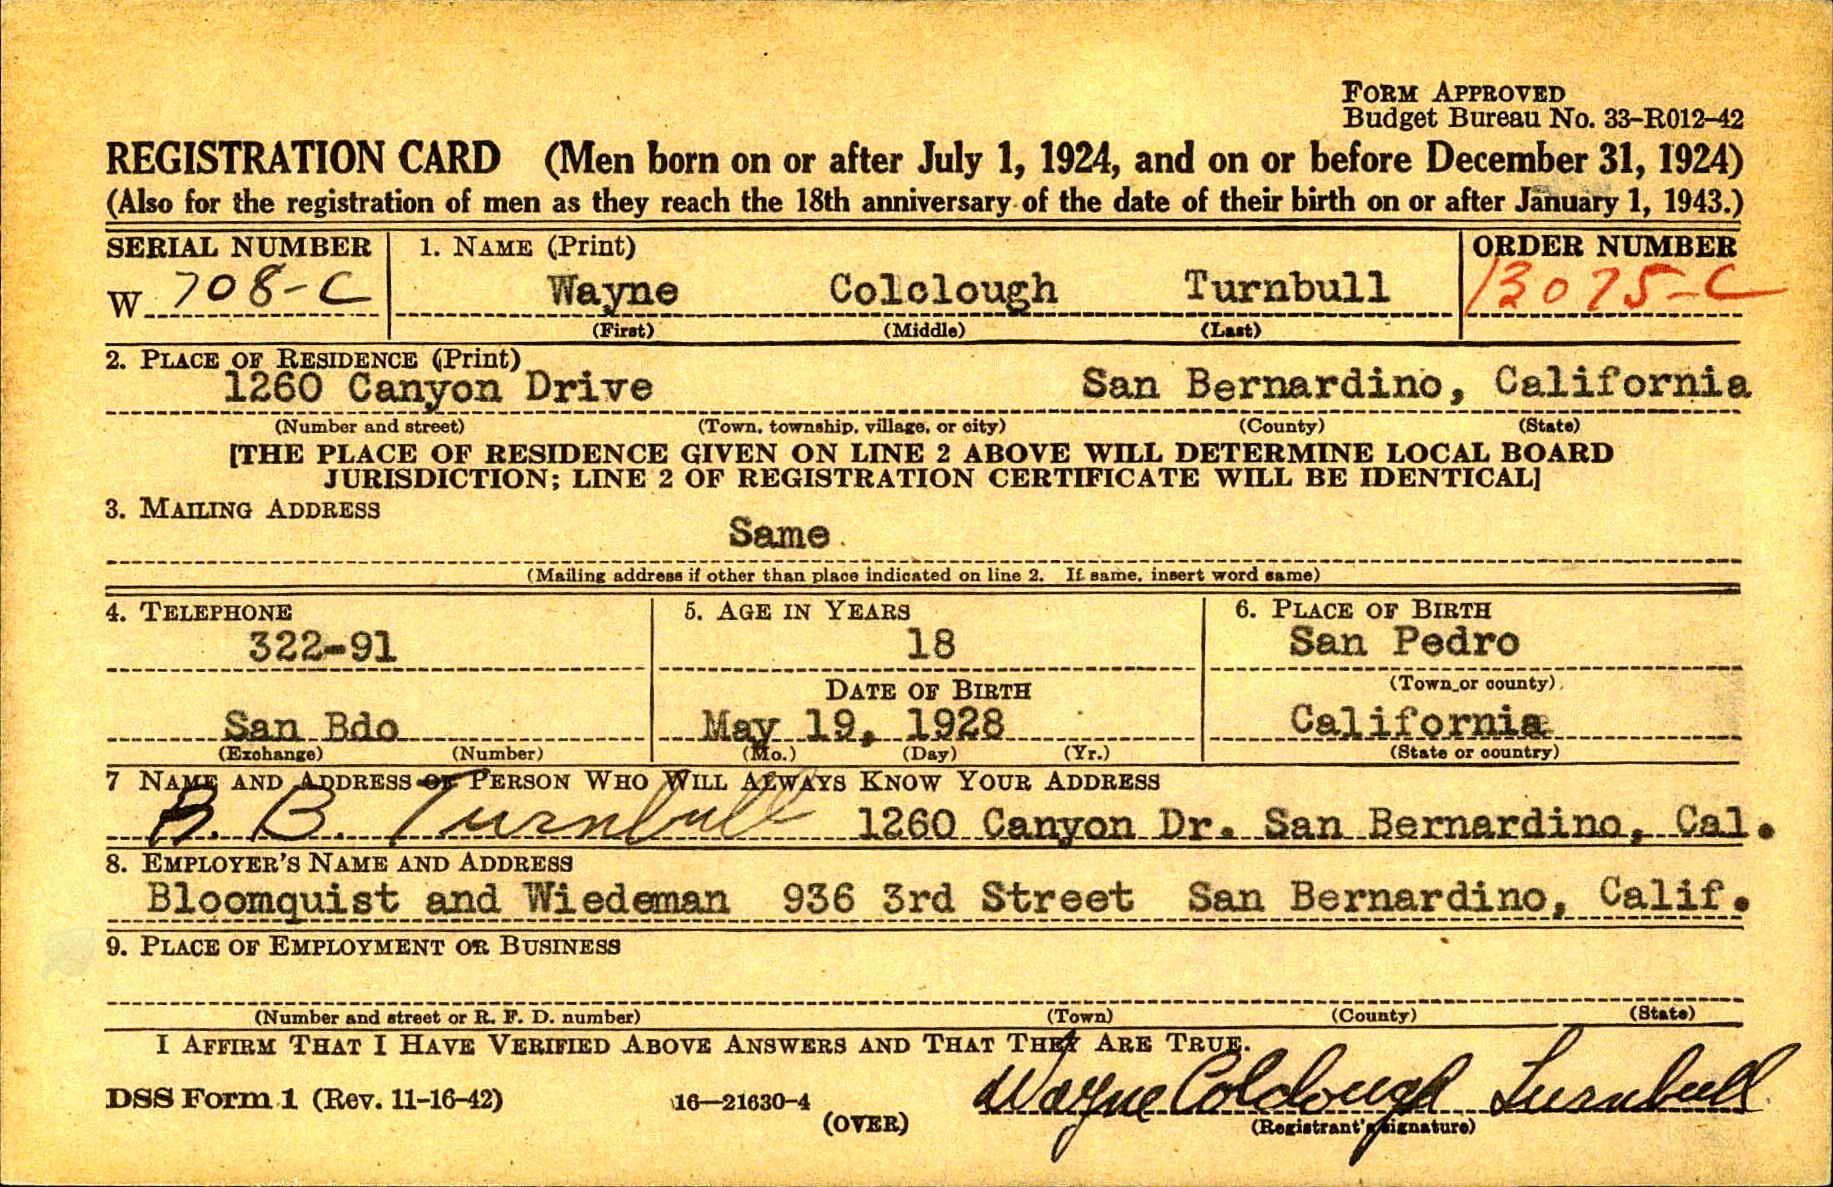 FORM APPROVED
Budget Bureau No. 33-R012-42
REGISTRATION CARD (Men born on or after July 1, 1924, and on or before December 31, 1924)
(Also for the registration of men as they reach the 18th anniversary of the date of their birth on or after January 1, 1943.)
SERIAL NUMBER 1. NAME (Print) ORDER NUMBER
W 708-C Wayne Colclough Turnbull 13075-C
(First) (Middle) (Last)
2. PLACE OF RESIDENCE (Print)
1260 Canyon Drive San Bernardino, California
(Number and street) (Town, township, village, or city) (County) (State)
[THE PLACE OF RESIDENCE GIVEN ON LINE 2 ABOVE WILL DETERMINE LOCAL BOARD
JURISDICTION; LINE 2 OF REGISTRATION CERTIFICATE WILL BE IDENTICAL]
3. MAILING ADDRESS
Same
(Mailing address if other than place indicated on line 2. If same, insert word same)
4. TELEPHONE 5. AGE IN YEARS 6. PLACE OF BIRTH
322-91 18 San Pedro
DATE OF BIRTH (Town or county)
San Bdo May 19, 1928 California
(Exchange) (Number) (Mo.) (Day) (Yr.) (State or country)
7 NAME AND ADDRESS OF PERSON WHO WILL ALWAYS KNOW YOUR ADDRESS
B. B. Turnbull 1260 Canyon Dr. San Bernardino, Cal.
8. EMPLOYER'S NAME AND ADDRESS
Bloomquist and Wiedeman 936 3rd Street San Bernardino, Calif.
9. PLACE OF EMPLOYMENT OR BUSINESS
(Number and street or R. F. D. number) (Town) (County) (State)
I AFFIRM THAT I HAVE VERIFIED ABOVE ANSWERS AND THAT THEY ARE TRUE.
DSS Form 1 (Rev. 11-16-42) 16—21630-4 Wayne Colclough Turnbull
(OVER) (Registrant's signature)